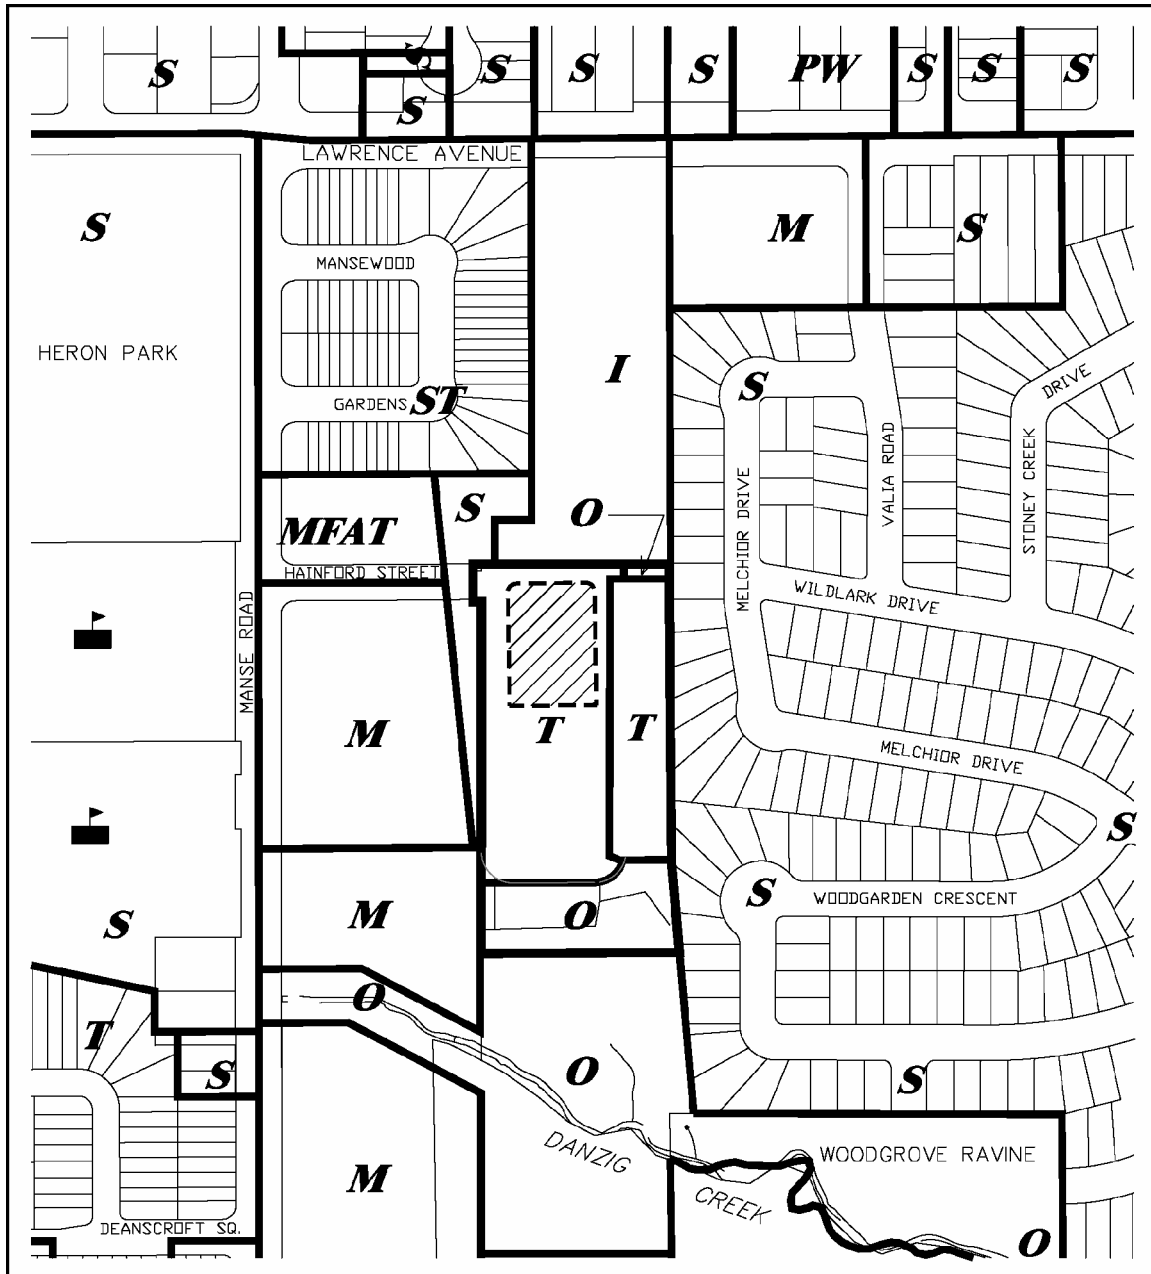 S
S
S
S
PW
S
S
S
S
LAWRENCE AVENUE
S
M
S
MANSEWOOD
HERON PARK
I
S
DRIVE
GARDENS
ST
VALIA ROAD
STONEY CREEK
MELCHIOR DRIVE
S
O
MFAT
HAINFORD STREET
WILDLARK DRIVE
MANSE ROAD
M
T
T
MELCHIOR DRIVE
S
S
WOODGARDEN CRESCENT
M
O
S
O
T
S
O
S
DANZIG
CREEK
WOODGROVE RAVINE
M
DEANSCROFT SQ.
O